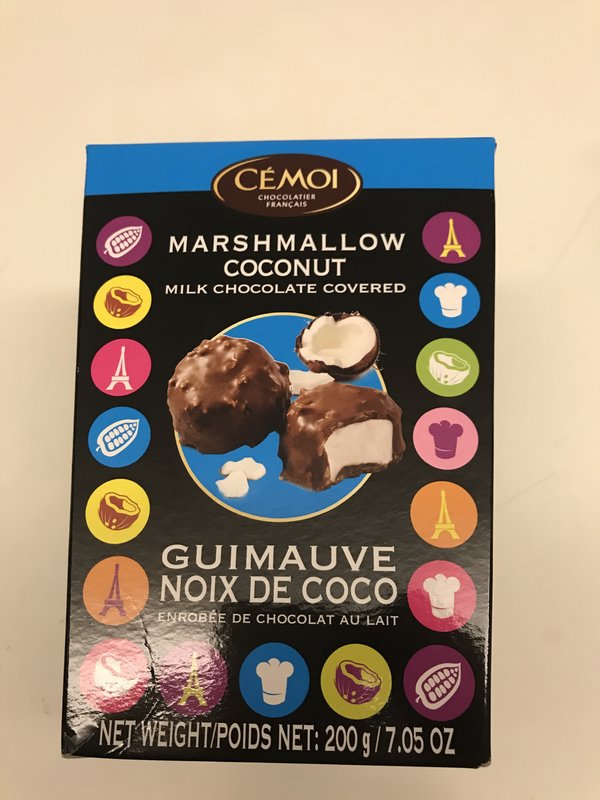 CÉMOI
CHOCOLATIER
FRANÇAIS
MARSHMALLOW
COCONUT
MILK CHOCOLATE COVERED
GUIMAUVE
NOIX DE COCO
ENROBÉE DE CHOCOLAT AU LAIT
NET WEIGHT/POIDS NET: 200 g / 7.05 OZ